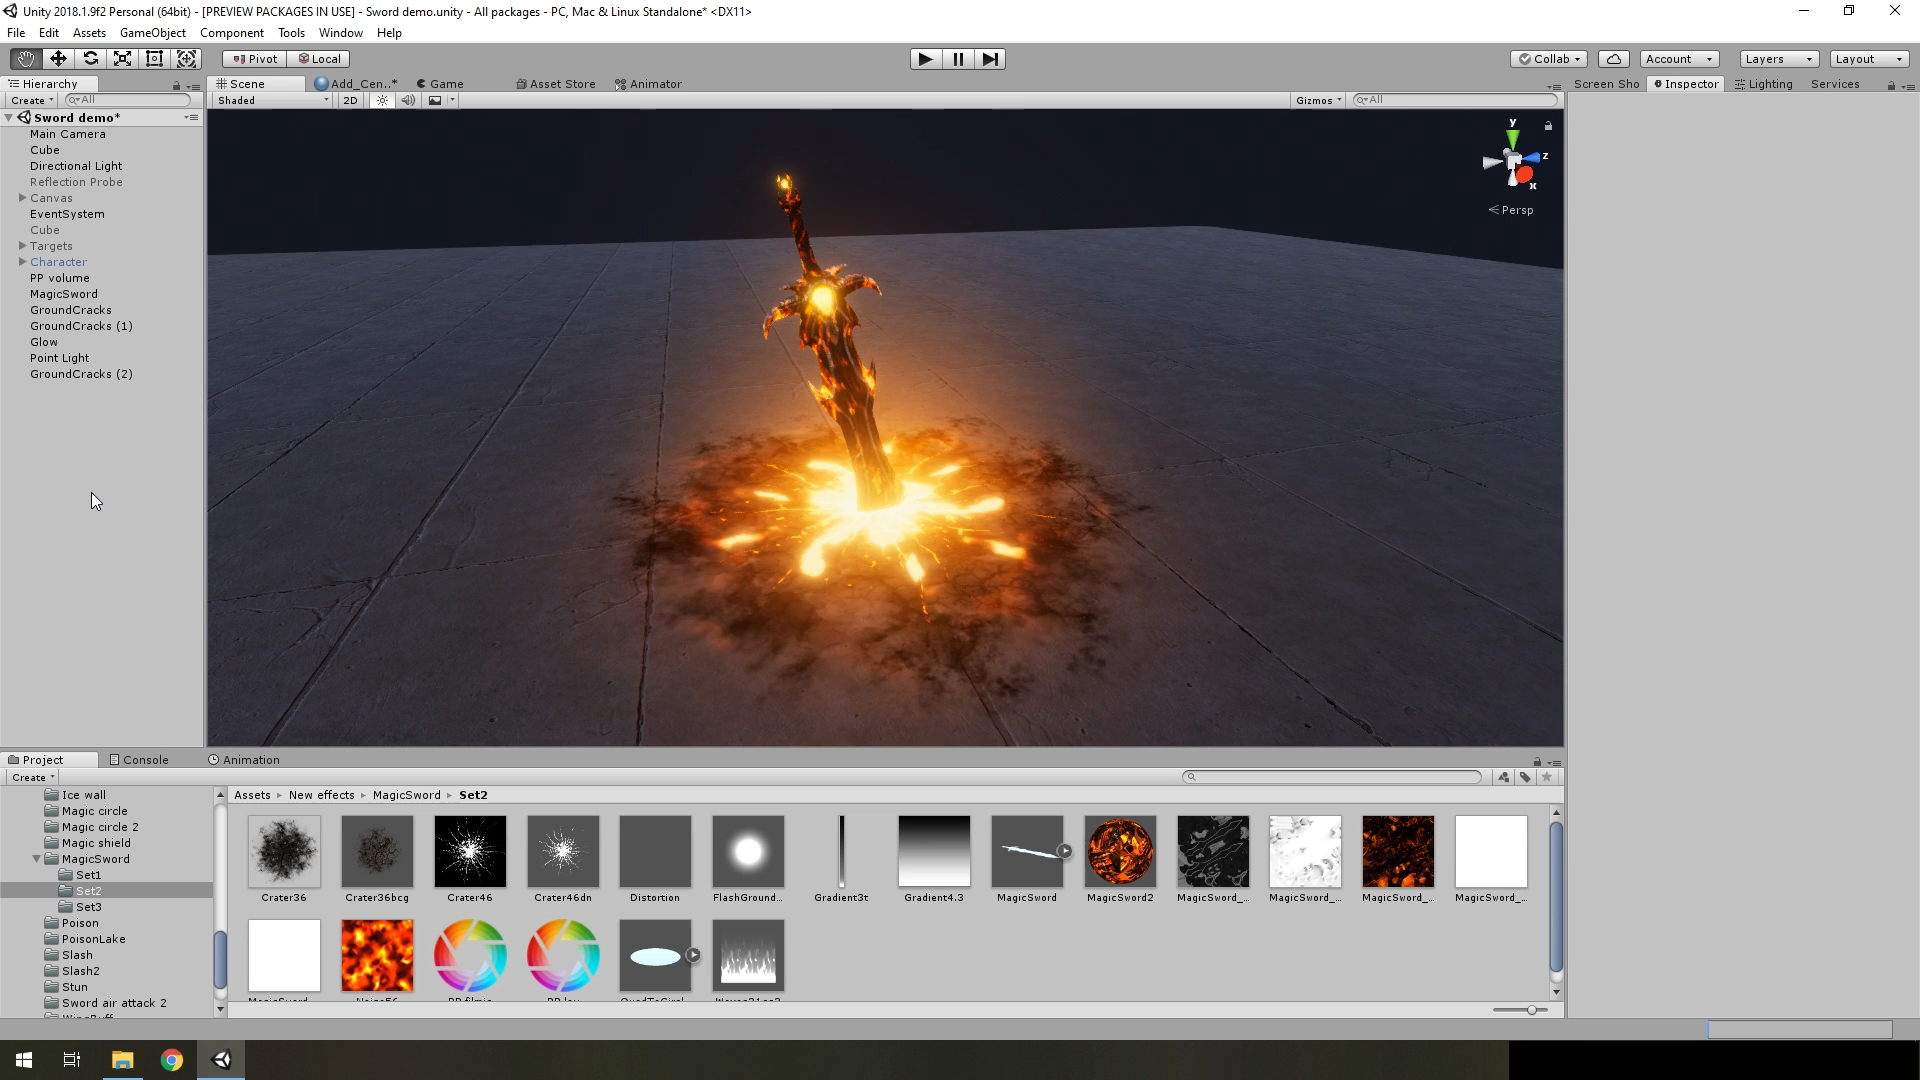 Unity 2018.1.9f2 Personal (64bit) - [PREVIEW PACKAGES IN USE] - Sword demo.unity - All packages - PC, Mac & Linux Standalone* <DX11>
File Edit Assets GameObject Component Tools Window Help
Pivot Local Collab Account Layers Layout
Hierarchy Scene Add_Cen..* Game Asset Store Animator Screen Sho Inspector Lighting Services
Create All Shaded 2D Gizmos All
Sword demo*
Main Camera
Cube
Directional Light
Reflection Probe
Canvas
EventSystem
Cube
Targets
Character
PP volume
MagicSword
GroundCracks
GroundCracks (1)
Glow
Point Light
GroundCracks (2)
y
z
x
Persp
Project Console Animation
Create
Assets New effects MagicSword Set2
Ice wall
Magic circle
Magic circle 2
Magic shield
MagicSword
Set1
Set2
Set3
Poison
PoisonLake
Slash
Slash2
Stun
Sword air attack 2
Crater36 Crater36bcg Crater46 Crater46dn Distortion FlashGround... Gradient3t Gradient4.3 MagicSword MagicSword2 MagicSword_... MagicSword_... MagicSword_... MagicSword_...